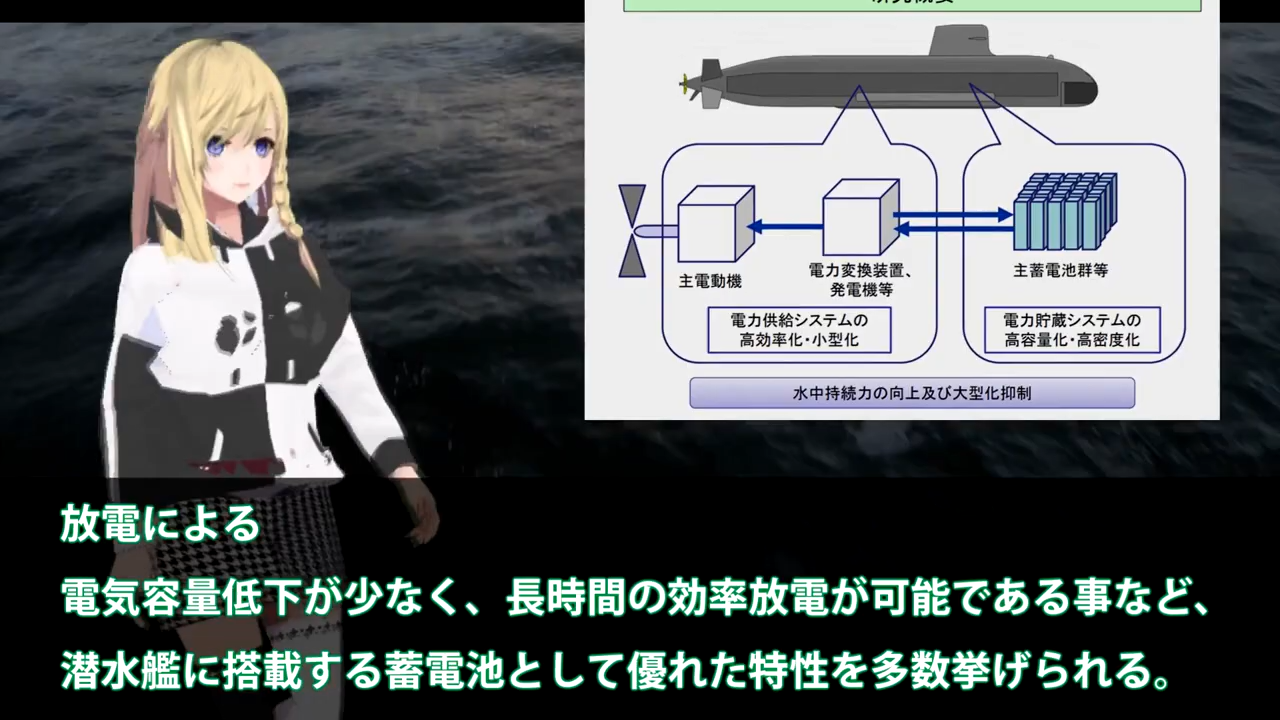 研究概要
主電動機
電力変換装置、
発電機等
主蓄電池群等
電力供給システムの
高効率化・小型化
電力貯蔵システムの
高容量化・高密度化
水中持続力の向上及び大型化抑制
放電による
電気容量低下が少なく、長時間の効率放電が可能である事など、
潜水艦に搭載する蓄電池として優れた特性を多数挙げられる。